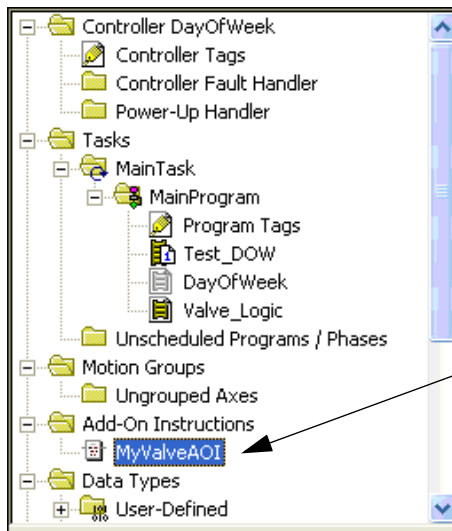 Controller DayOfWeek
Controller Tags
Controller Fault Handler
Power-Up Handler
Tasks
MainTask
MainProgram
Program Tags
Test_DOW
DayOfWeek
Valve_Logic
Unscheduled Programs / Phases
Motion Groups
Ungrouped Axes
Add-On Instructions
MyValveAOI
Data Types
User-Defined